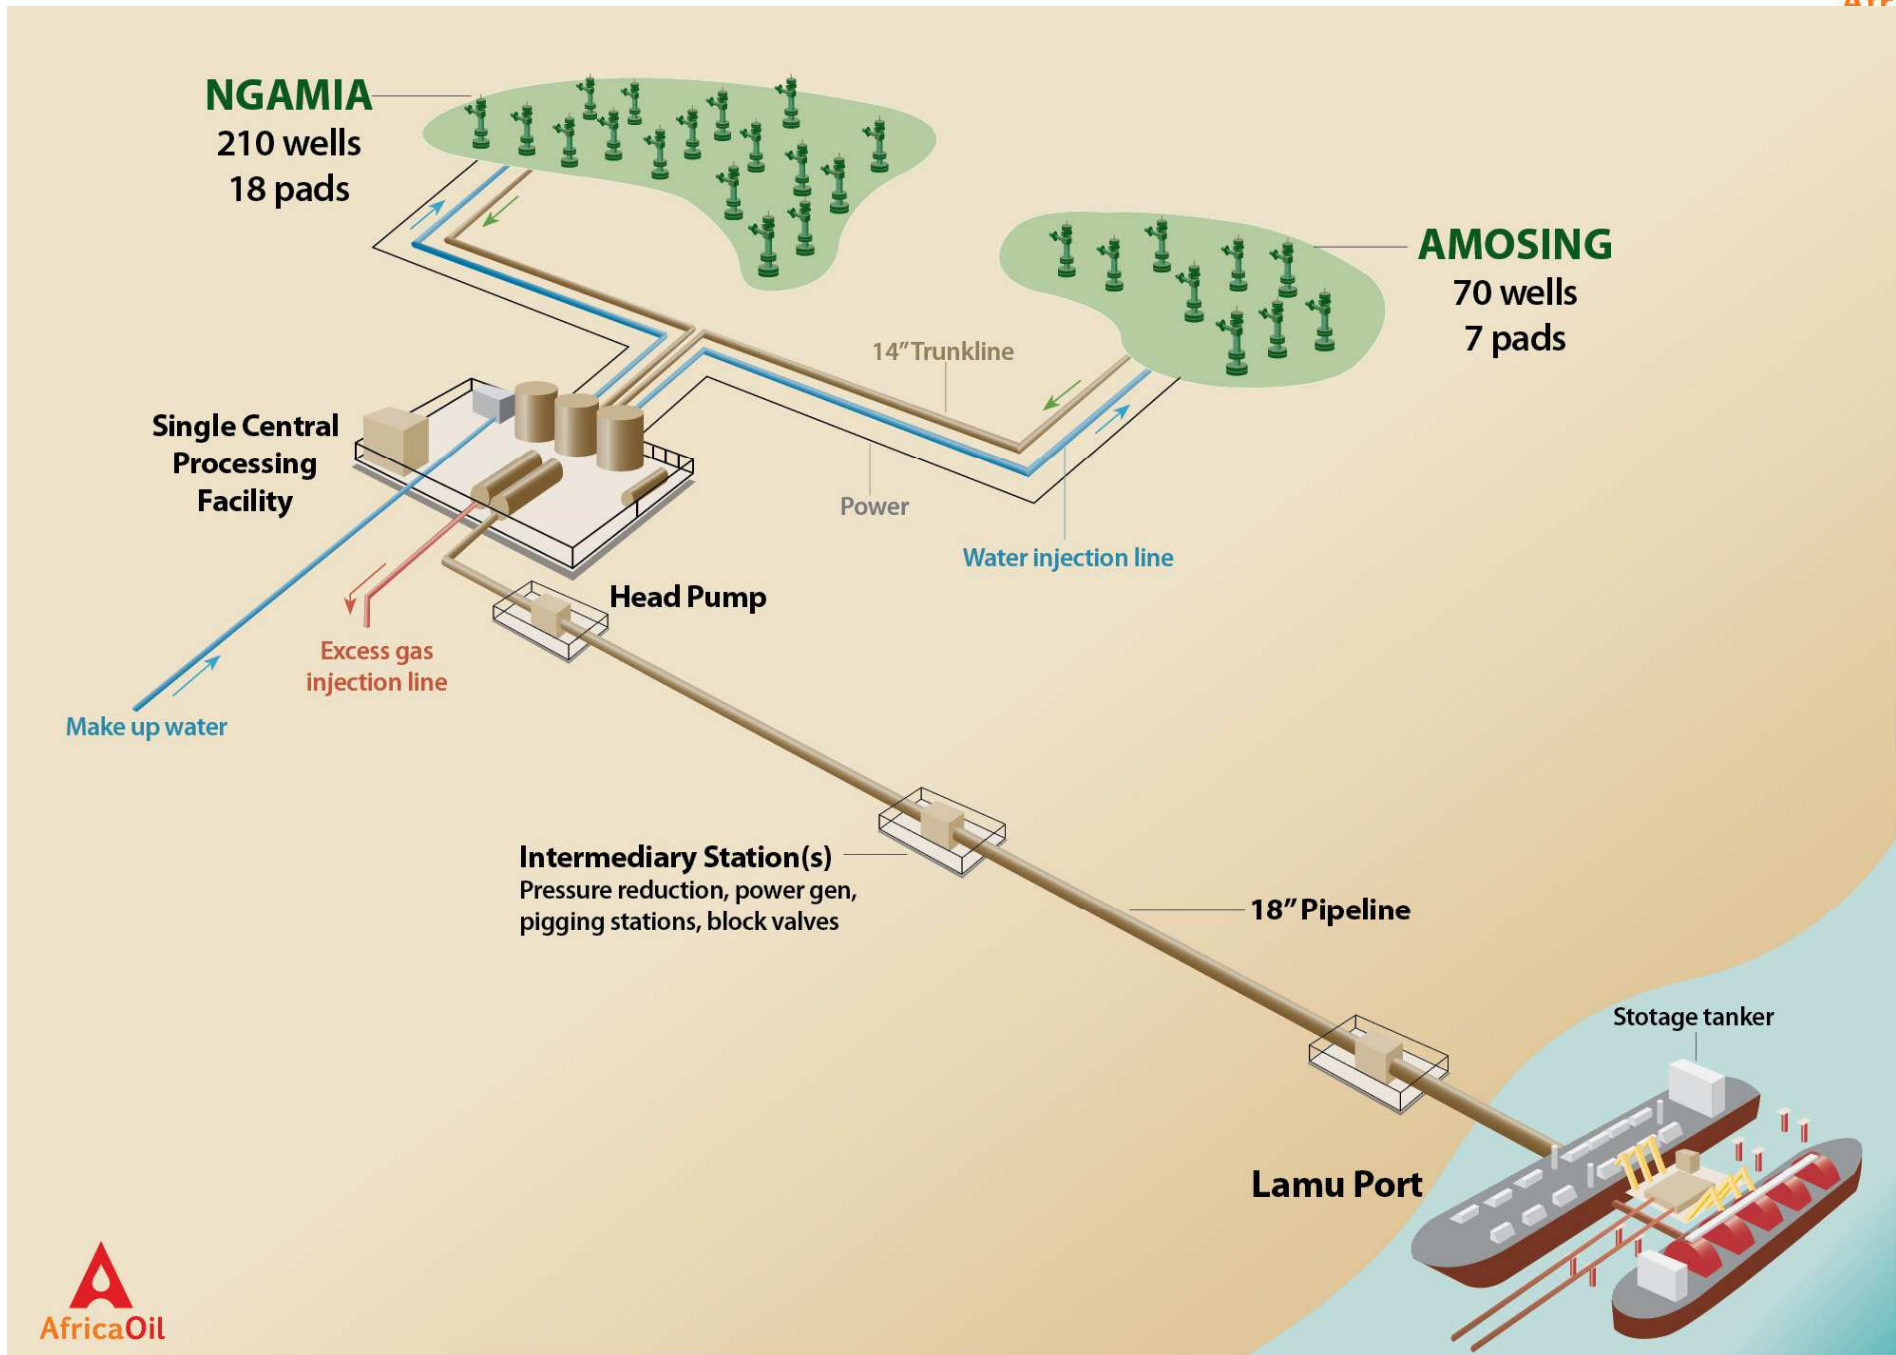 NGAMIA
210 wells
18 pads
AMOSING
70 wells
7 pads
14” Trunkline
Single Central
Processing
Facility
Power
Water injection line
Head Pump
Excess gas
injection line
Make up water
Intermediary Station(s)
Pressure reduction, power gen,
pigging stations, block valves
18” Pipeline
Stotage tanker
Lamu Port
AfricaOil